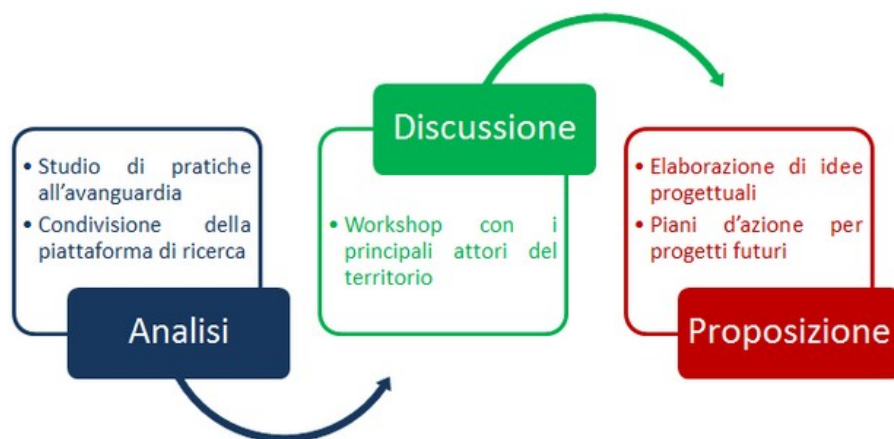 • Studio di pratiche
all'avanguardia
• Condivisione della
piattaforma di ricerca
Analisi
Discussione
• Workshop con i
principali attori del
territorio
• Elaborazione di idee
progettuali
• Piani d'azione per
progetti futuri
Proposizione